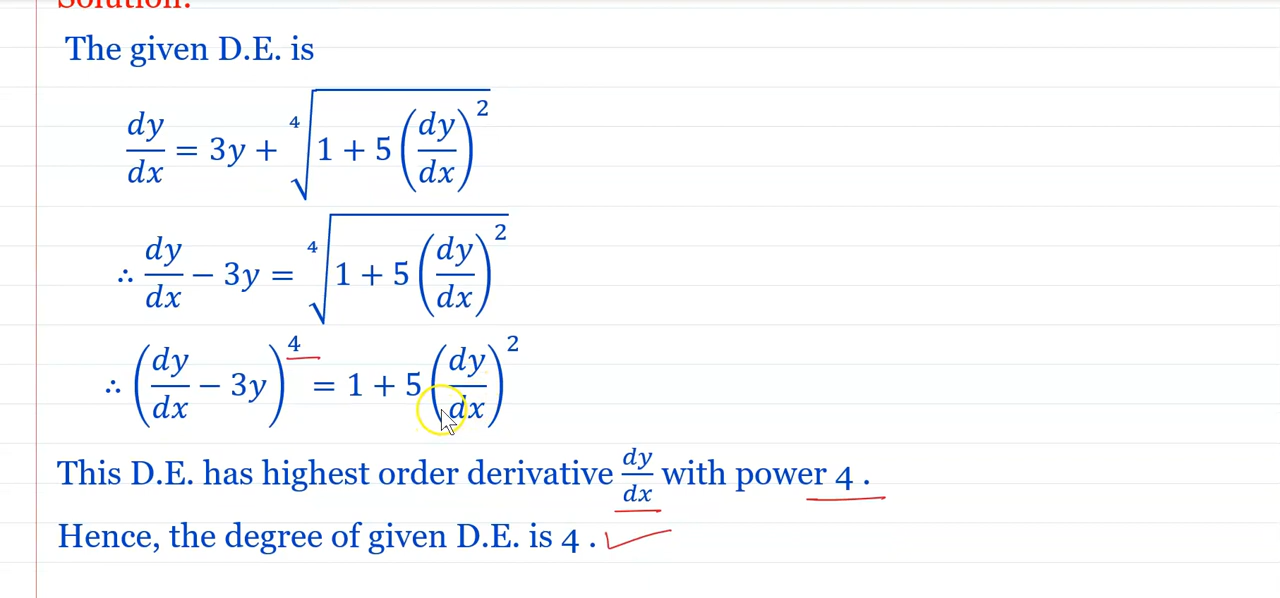 Solution:
The given D.E. is
dy/dx = 3y + ∜(1 + 5(dy/dx)²)
∴ dy/dx − 3y = ∜(1 + 5(dy/dx)²)
∴ (dy/dx − 3y)⁴ = 1 + 5(dy/dx)²
This D.E. has highest order derivative dy/dx with power 4 .
Hence, the degree of given D.E. is 4 .